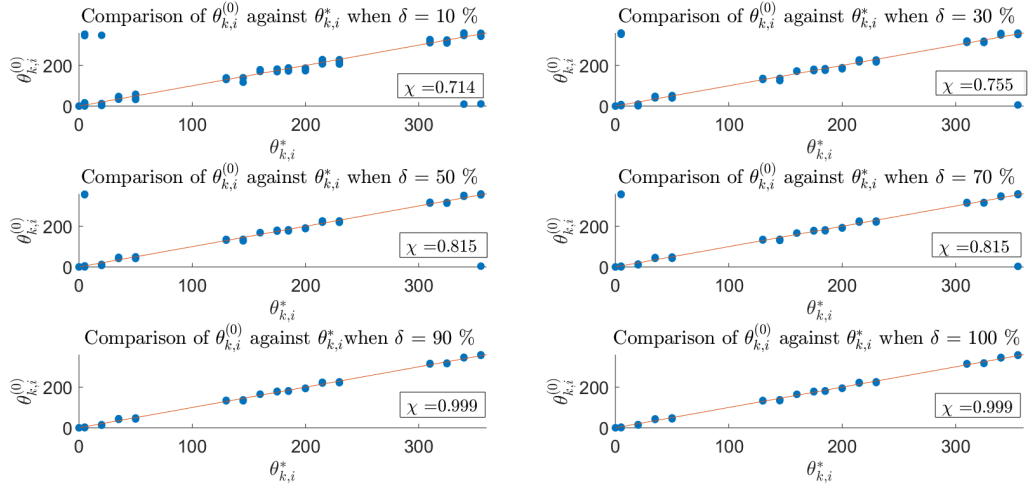 Comparison of θ_{k,i}^{(0)} against θ_{k,i}^* when δ = 10 %
θ_{k,i}^{(0)}
200
0
χ =0.714
0 100 200 300
θ_{k,i}^*
Comparison of θ_{k,i}^{(0)} against θ_{k,i}^* when δ = 30 %
θ_{k,i}^{(0)}
200
0
χ =0.755
0 100 200 300
θ_{k,i}^*
Comparison of θ_{k,i}^{(0)} against θ_{k,i}^* when δ = 50 %
θ_{k,i}^{(0)}
200
0
χ =0.815
0 100 200 300
θ_{k,i}^*
Comparison of θ_{k,i}^{(0)} against θ_{k,i}^* when δ = 70 %
θ_{k,i}^{(0)}
200
0
χ =0.815
0 100 200 300
θ_{k,i}^*
Comparison of θ_{k,i}^{(0)} against θ_{k,i}^*when δ = 90 %
θ_{k,i}^{(0)}
200
0
χ =0.999
0 100 200 300
θ_{k,i}^*
Comparison of θ_{k,i}^{(0)} against θ_{k,i}^* when δ = 100 %
θ_{k,i}^{(0)}
200
0
χ =0.999
0 100 200 300
θ_{k,i}^*